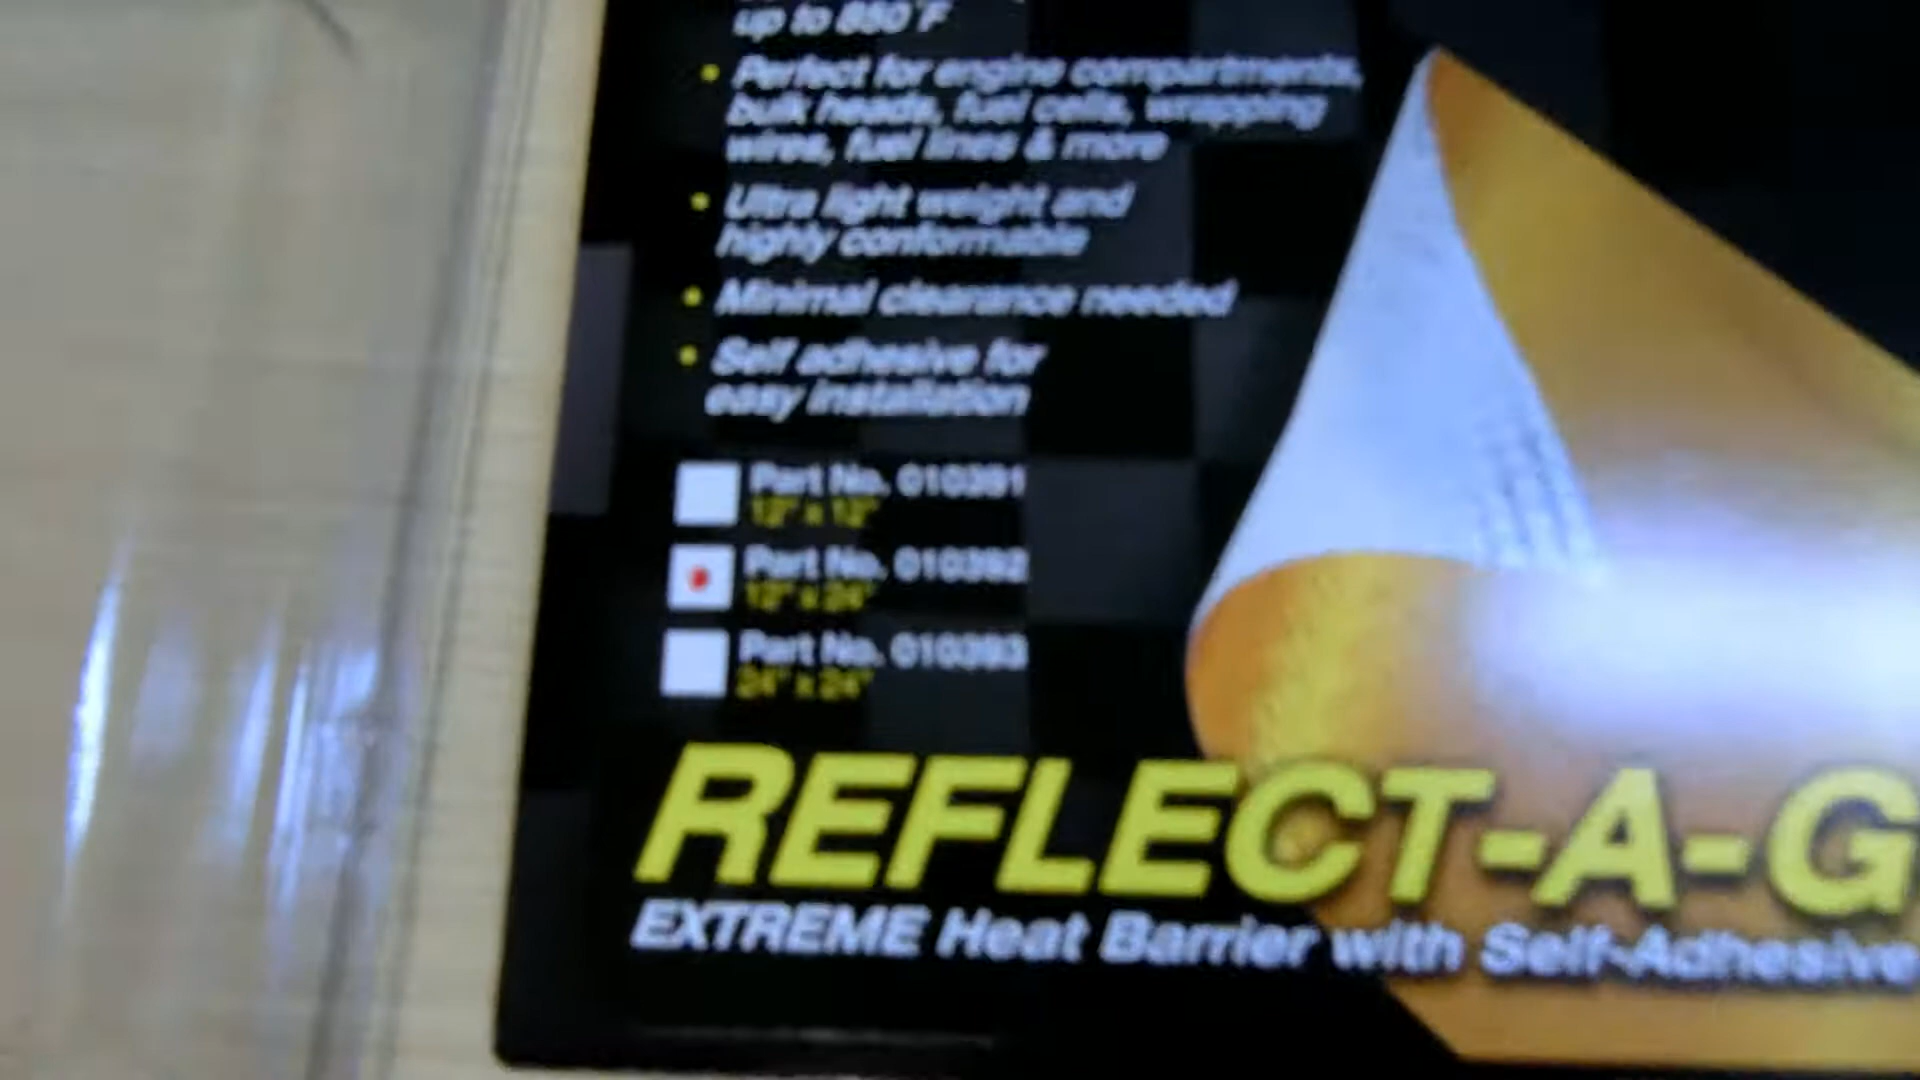 up to 850°F
• Perfect for engine compartments,
bulk heads, fuel cells, wrapping
wires, fuel lines & more
• Ultra light weight and
highly conformable
• Minimal clearance needed
• Self adhesive for
easy installation
Part No. 010391
12" x 12"
Part No. 010392
12" x 24"
Part No. 010393
24" x 24"
REFLECT-A-G
EXTREME Heat Barrier with Self-Adhesive